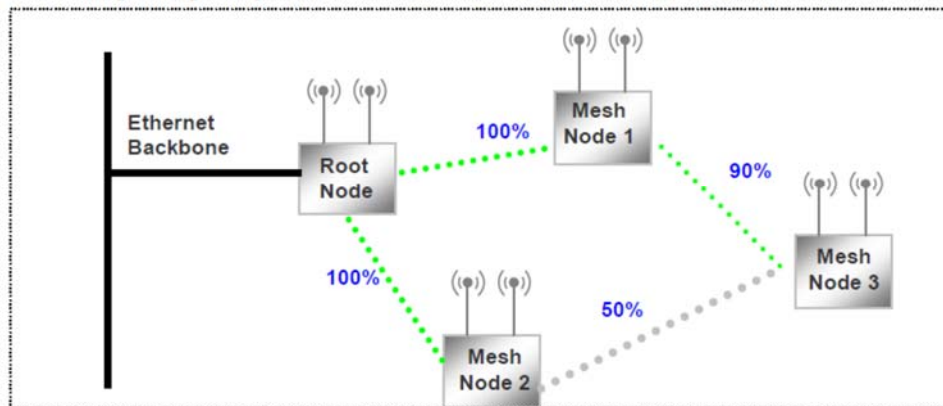 Ethernet
Backbone
Root
Node
100%
Mesh
Node 1
90%
Mesh
Node 3
100%
50%
Mesh
Node 2